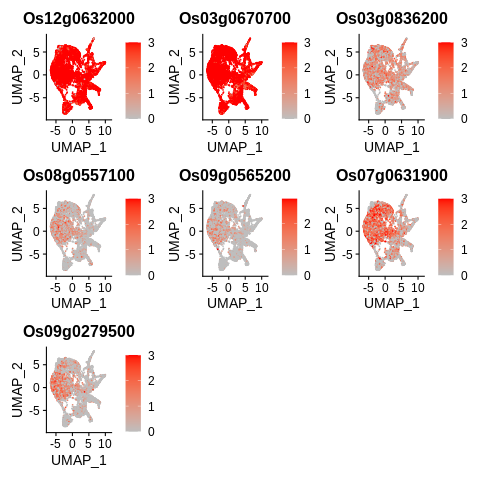 Os12g0632000 Os03g0670700 Os03g0836200
UMAP_2 5 0 -5 3 2 1 0 UMAP_2 5 0 -5 3 2 1 0 UMAP_2 5 0 -5 3 2 1 0
-5 0 5 10 -5 0 5 10 -5 0 5 10
UMAP_1 UMAP_1 UMAP_1
Os08g0557100 Os09g0565200 Os07g0631900
UMAP_2 5 0 -5 3 2 1 0 UMAP_2 5 0 -5 2 1 0 UMAP_2 5 0 -5 3 2 1 0
-5 0 5 10 -5 0 5 10 -5 0 5 10
UMAP_1 UMAP_1 UMAP_1
Os09g0279500
UMAP_2 5 0 -5 3 2 1 0
-5 0 5 10
UMAP_1